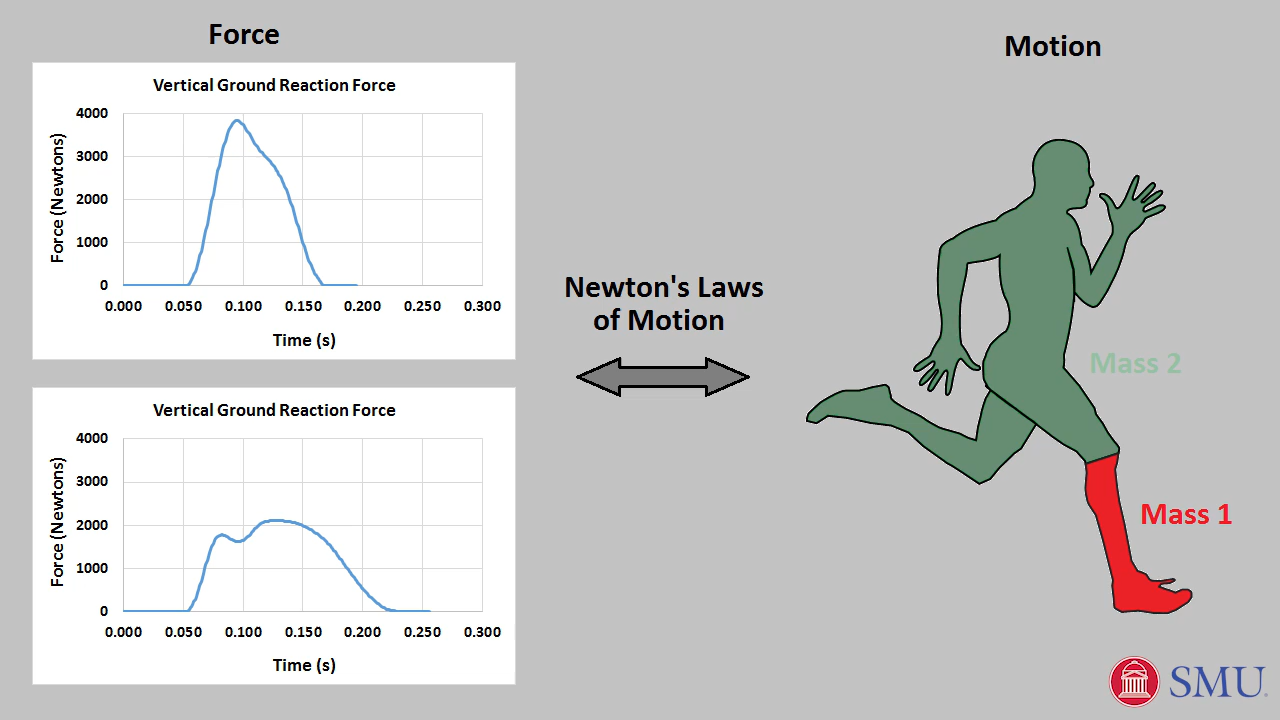 Force
Vertical Ground Reaction Force
Force (Newtons)
4000
3000
2000
1000
0
0.000 0.050 0.100 0.150 0.200 0.250 0.300
Time (s)
Vertical Ground Reaction Force
Force (Newtons)
4000
3000
2000
1000
0
0.000 0.050 0.100 0.150 0.200 0.250 0.300
Time (s)
Newton's Laws
of Motion
Motion
Mass 2
Mass 1
SMU.